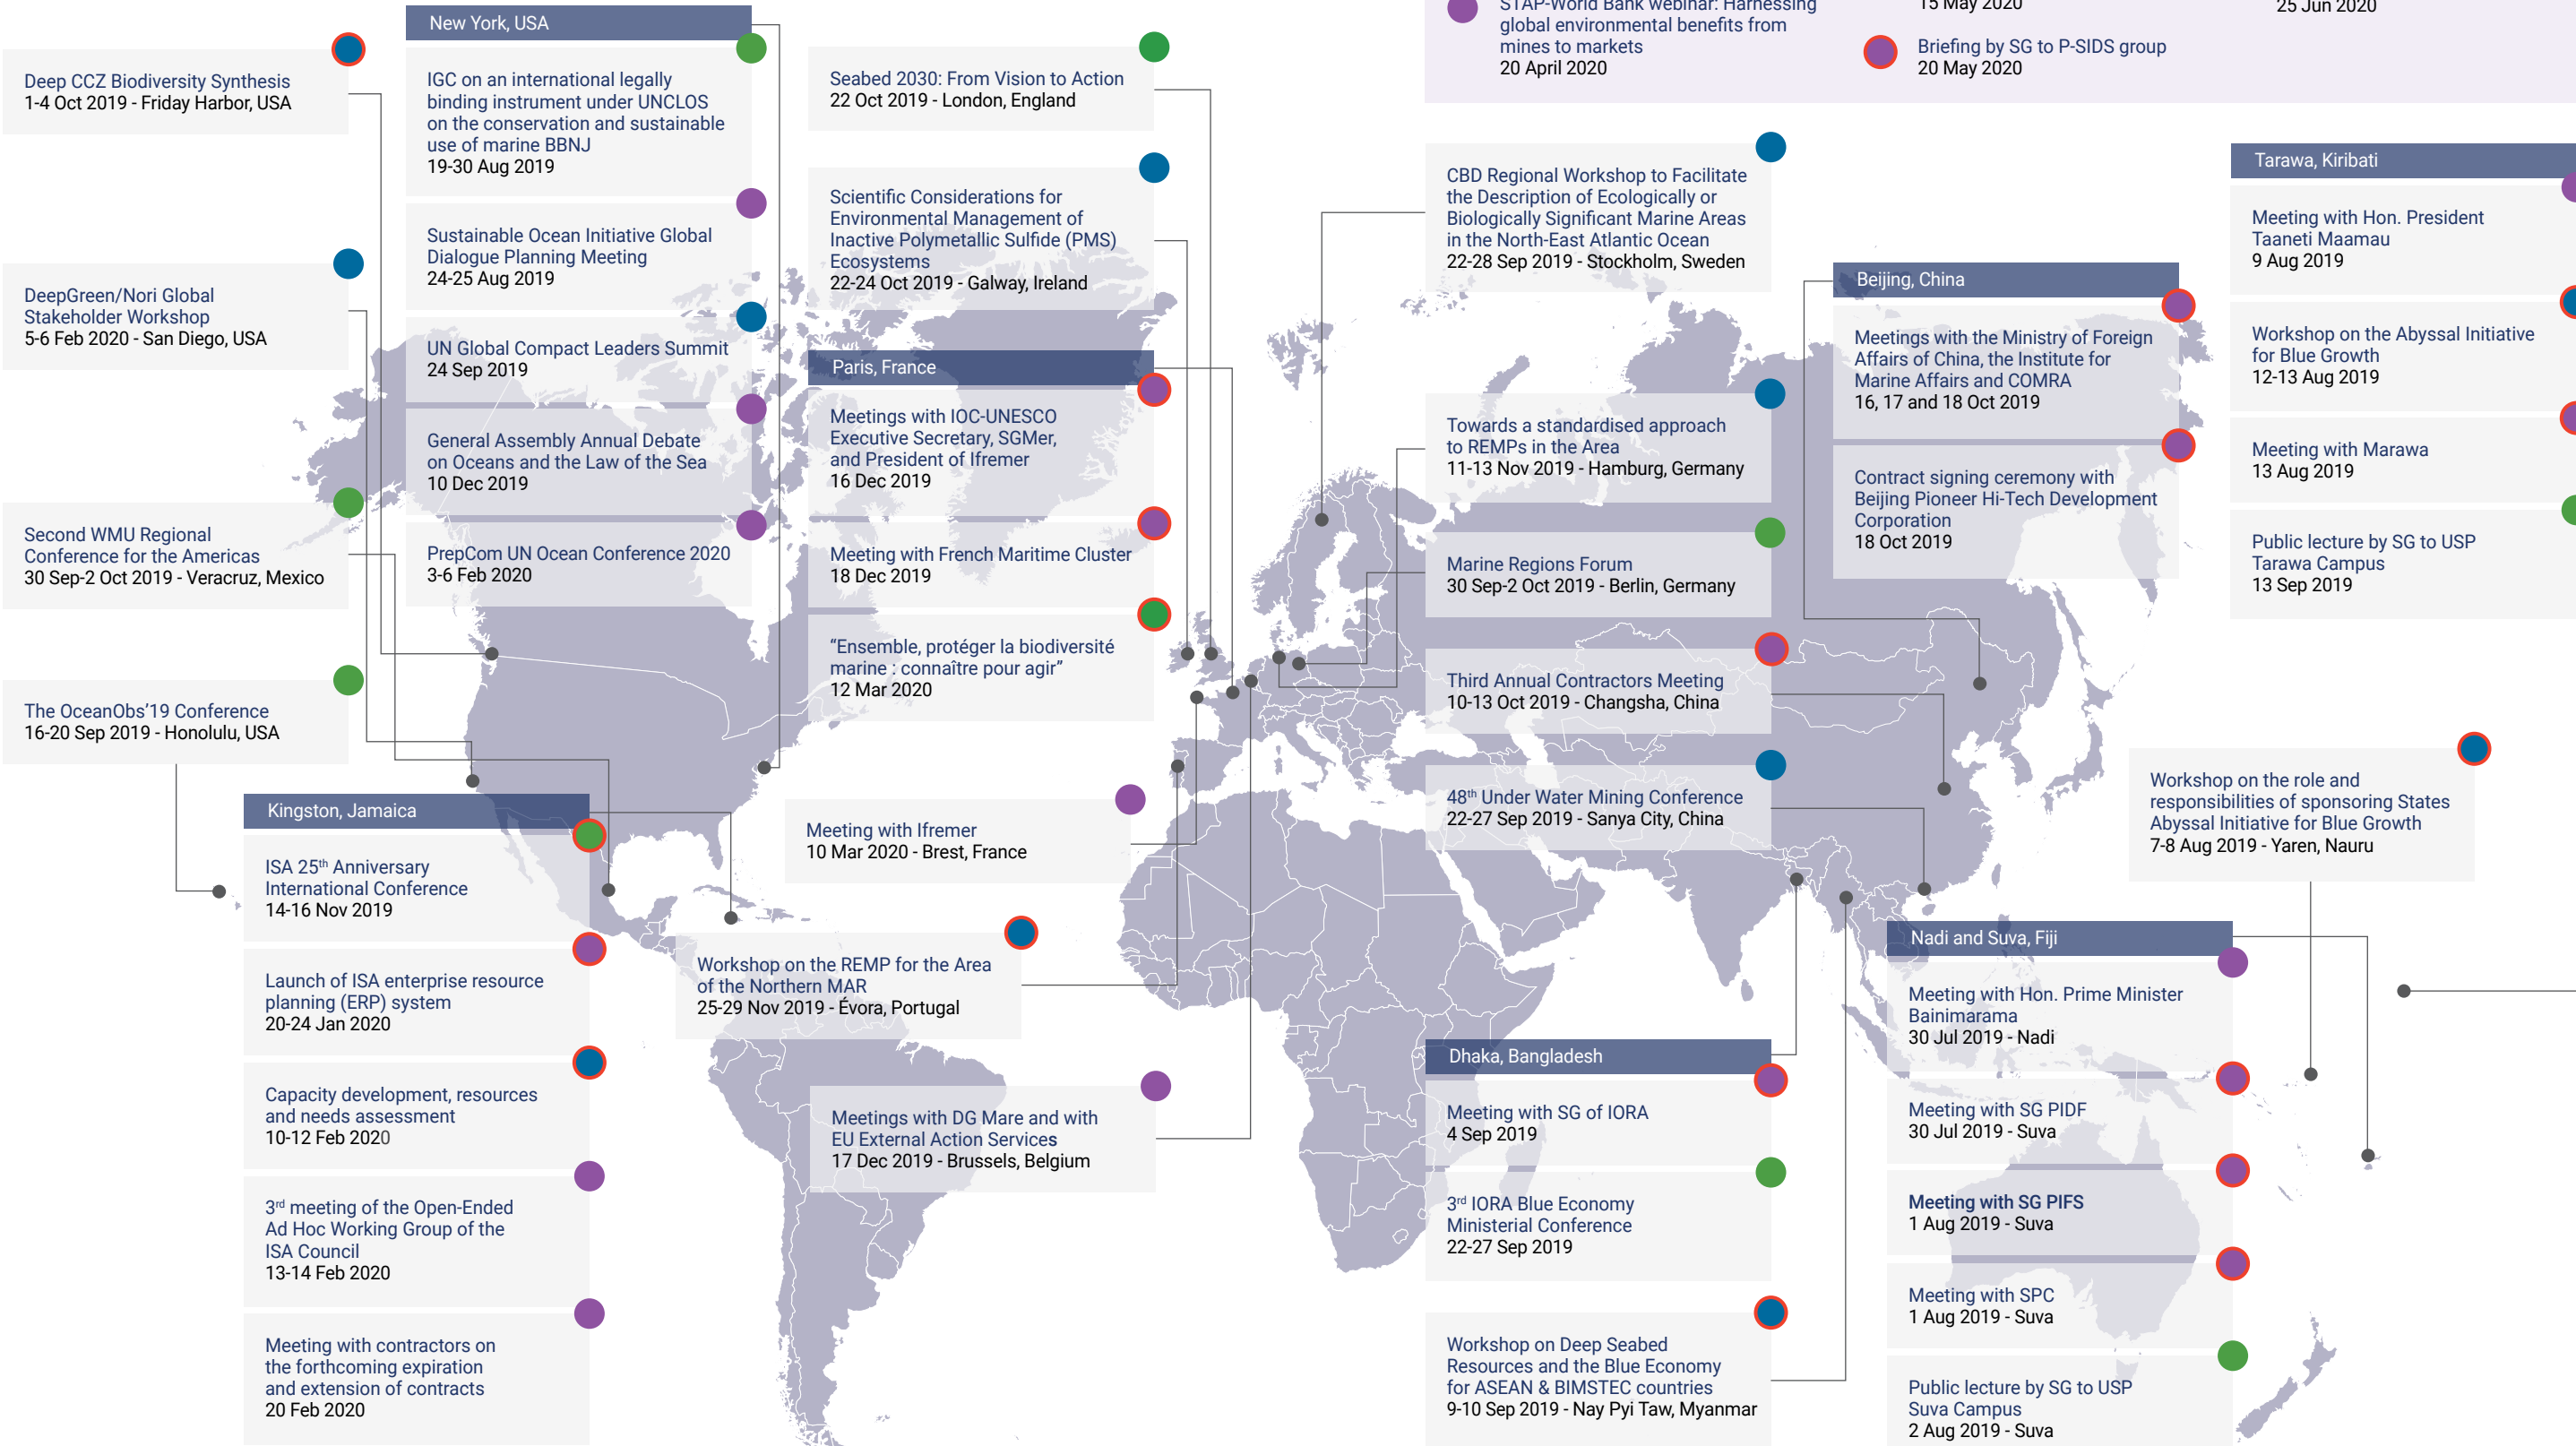 STAP-World Bank webinar: Harnessing
global environmental benefits from
mines to markets
20 April 2020
15 May 2020
Briefing by SG to P-SIDS group
20 May 2020
25 Jun 2020
Deep CCZ Biodiversity Synthesis
1-4 Oct 2019 - Friday Harbor, USA
DeepGreen/Nori Global
Stakeholder Workshop
5-6 Feb 2020 - San Diego, USA
Second WMU Regional
Conference for the Americas
30 Sep-2 Oct 2019 - Veracruz, Mexico
The OceanObs’19 Conference
16-20 Sep 2019 - Honolulu, USA
Kingston, Jamaica
ISA 25th Anniversary
International Conference
14-16 Nov 2019
Launch of ISA enterprise resource
planning (ERP) system
20-24 Jan 2020
Capacity development, resources
and needs assessment
10-12 Feb 2020
3rd meeting of the Open-Ended
Ad Hoc Working Group of the
ISA Council
13-14 Feb 2020
Meeting with contractors on
the forthcoming expiration
and extension of contracts
20 Feb 2020
New York, USA
IGC on an international legally
binding instrument under UNCLOS
on the conservation and sustainable
use of marine BBNJ
19-30 Aug 2019
Sustainable Ocean Initiative Global
Dialogue Planning Meeting
24-25 Aug 2019
UN Global Compact Leaders Summit
24 Sep 2019
General Assembly Annual Debate
on Oceans and the Law of the Sea
10 Dec 2019
PrepCom UN Ocean Conference 2020
3-6 Feb 2020
Seabed 2030: From Vision to Action
22 Oct 2019 - London, England
Scientific Considerations for
Environmental Management of
Inactive Polymetallic Sulfide (PMS)
Ecosystems
22-24 Oct 2019 - Galway, Ireland
Paris, France
Meetings with IOC-UNESCO
Executive Secretary, SGMer,
and President of Ifremer
16 Dec 2019
Meeting with French Maritime Cluster
18 Dec 2019
“Ensemble, protéger la biodiversité
marine : connaître pour agir”
12 Mar 2020
Meeting with Ifremer
10 Mar 2020 - Brest, France
Workshop on the REMP for the Area
of the Northern MAR
25-29 Nov 2019 - Évora, Portugal
Meetings with DG Mare and with
EU External Action Services
17 Dec 2019 - Brussels, Belgium
CBD Regional Workshop to Facilitate
the Description of Ecologically or
Biologically Significant Marine Areas
in the North-East Atlantic Ocean
22-28 Sep 2019 - Stockholm, Sweden
Towards a standardised approach
to REMPs in the Area
11-13 Nov 2019 - Hamburg, Germany
Marine Regions Forum
30 Sep-2 Oct 2019 - Berlin, Germany
Third Annual Contractors Meeting
10-13 Oct 2019 - Changsha, China
48th Under Water Mining Conference
22-27 Sep 2019 - Sanya City, China
Dhaka, Bangladesh
Meeting with SG of IORA
4 Sep 2019
3rd IORA Blue Economy
Ministerial Conference
22-27 Sep 2019
Workshop on Deep Seabed
Resources and the Blue Economy
for ASEAN & BIMSTEC countries
9-10 Sep 2019 - Nay Pyi Taw, Myanmar
Beijing, China
Meetings with the Ministry of Foreign
Affairs of China, the Institute for
Marine Affairs and COMRA
16, 17 and 18 Oct 2019
Contract signing ceremony with
Beijing Pioneer Hi-Tech Development
Corporation
18 Oct 2019
Tarawa, Kiribati
Meeting with Hon. President
Taaneti Maamau
9 Aug 2019
Workshop on the Abyssal Initiative
for Blue Growth
12-13 Aug 2019
Meeting with Marawa
13 Aug 2019
Public lecture by SG to USP
Tarawa Campus
13 Sep 2019
Workshop on the role and
responsibilities of sponsoring States
Abyssal Initiative for Blue Growth
7-8 Aug 2019 - Yaren, Nauru
Nadi and Suva, Fiji
Meeting with Hon. Prime Minister
Bainimarama
30 Jul 2019 - Nadi
Meeting with SG PIDF
30 Jul 2019 - Suva
Meeting with SG PIFS
1 Aug 2019 - Suva
Meeting with SPC
1 Aug 2019 - Suva
Public lecture by SG to USP
Suva Campus
2 Aug 2019 - Suva